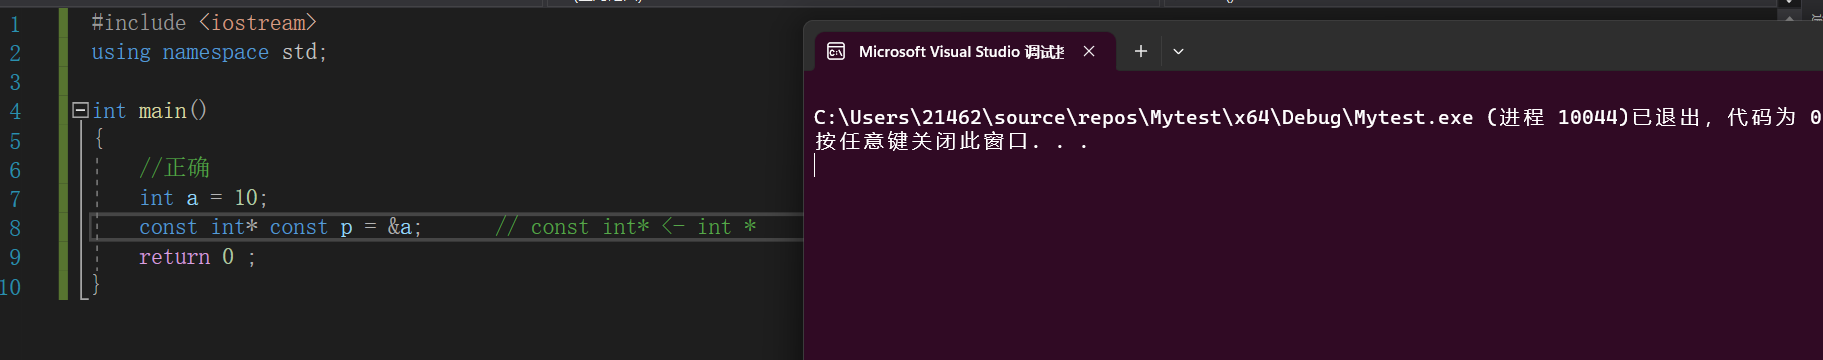 1 #include <iostream>
2 using namespace std;
3
4 int main()
5 {
6 //正确
7 int a = 10;
8 const int* const p = &a; // const int* <- int *
9 return 0 ;
10 }
Microsoft Visual Studio 调试
C:\Users\21462\source\repos\Mytest\x64\Debug\Mytest.exe (进程 10044)已退出，代码为 0
按任意键关闭此窗口. . .